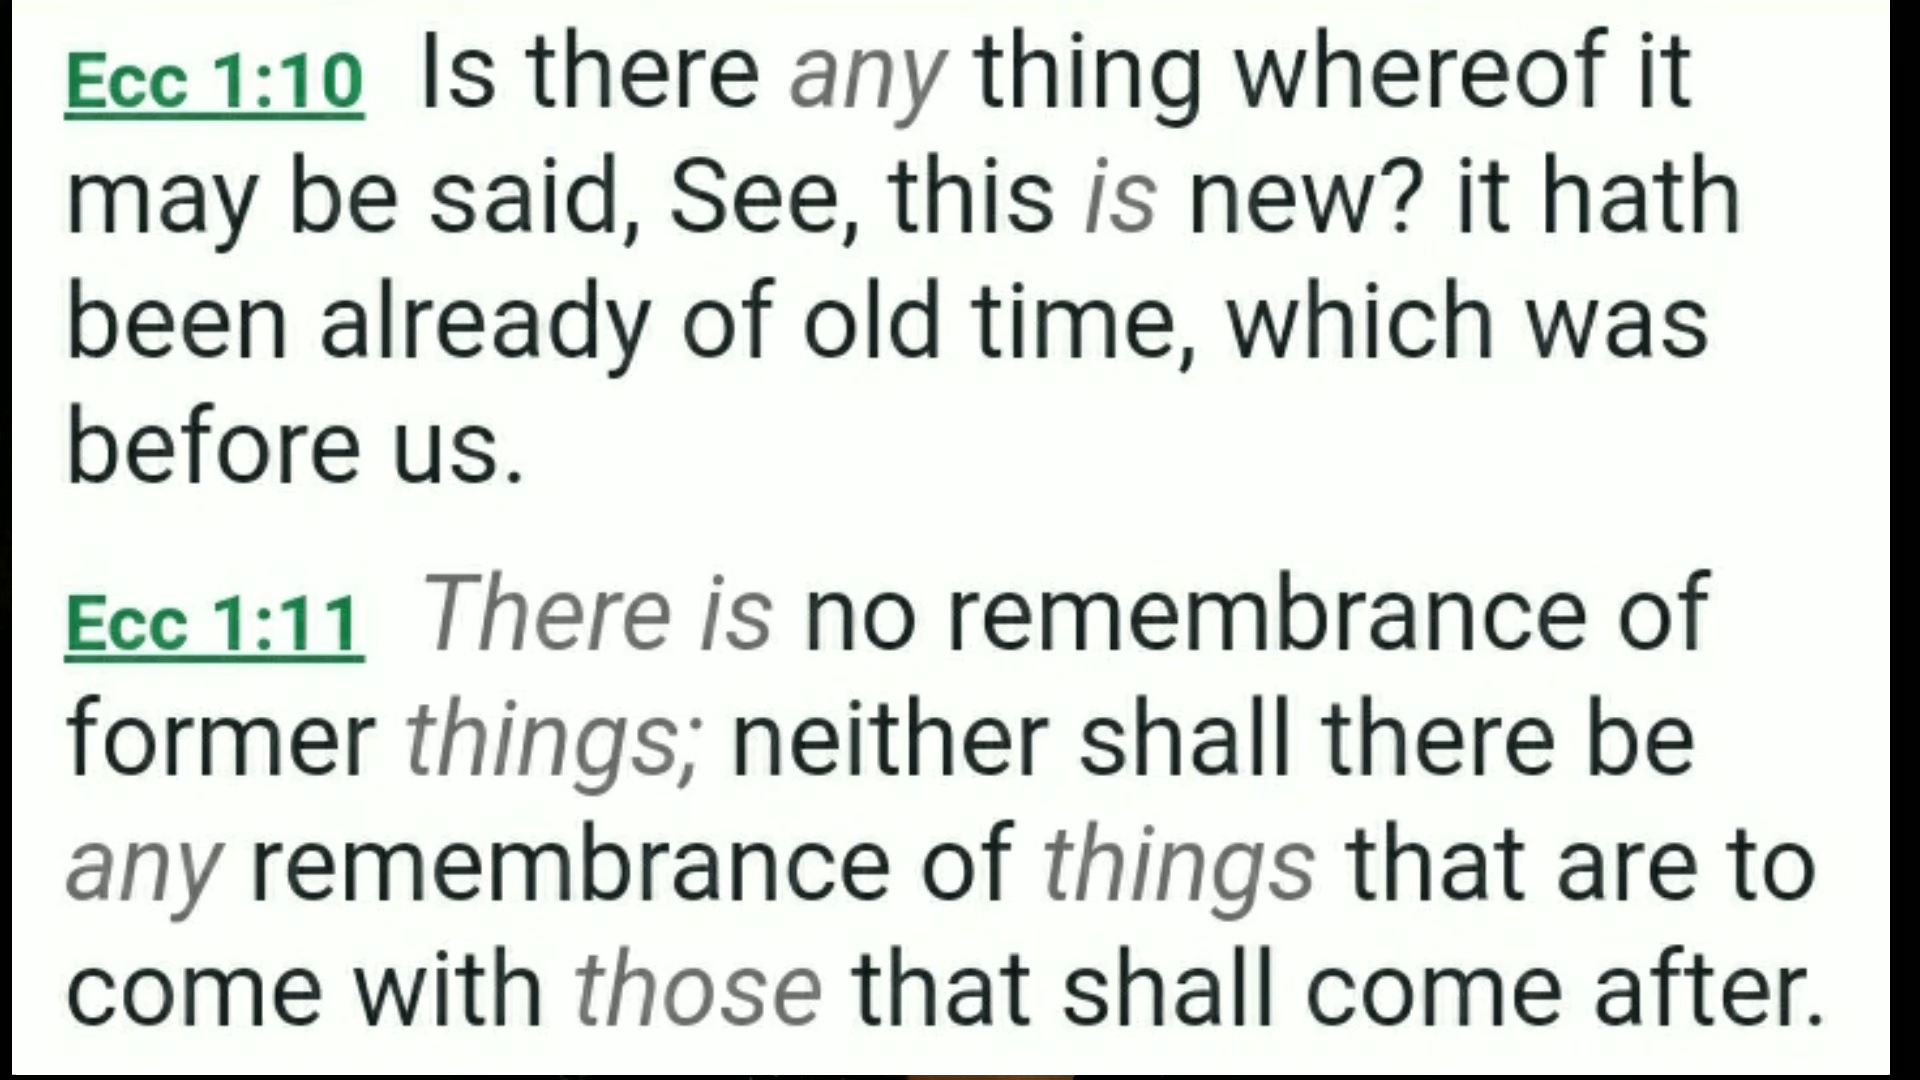 Ecc 1:10 Is there any thing whereof it
may be said, See, this is new? it hath
been already of old time, which was
before us.
Ecc 1:11 There is no remembrance of
former things; neither shall there be
any remembrance of things that are to
come with those that shall come after.